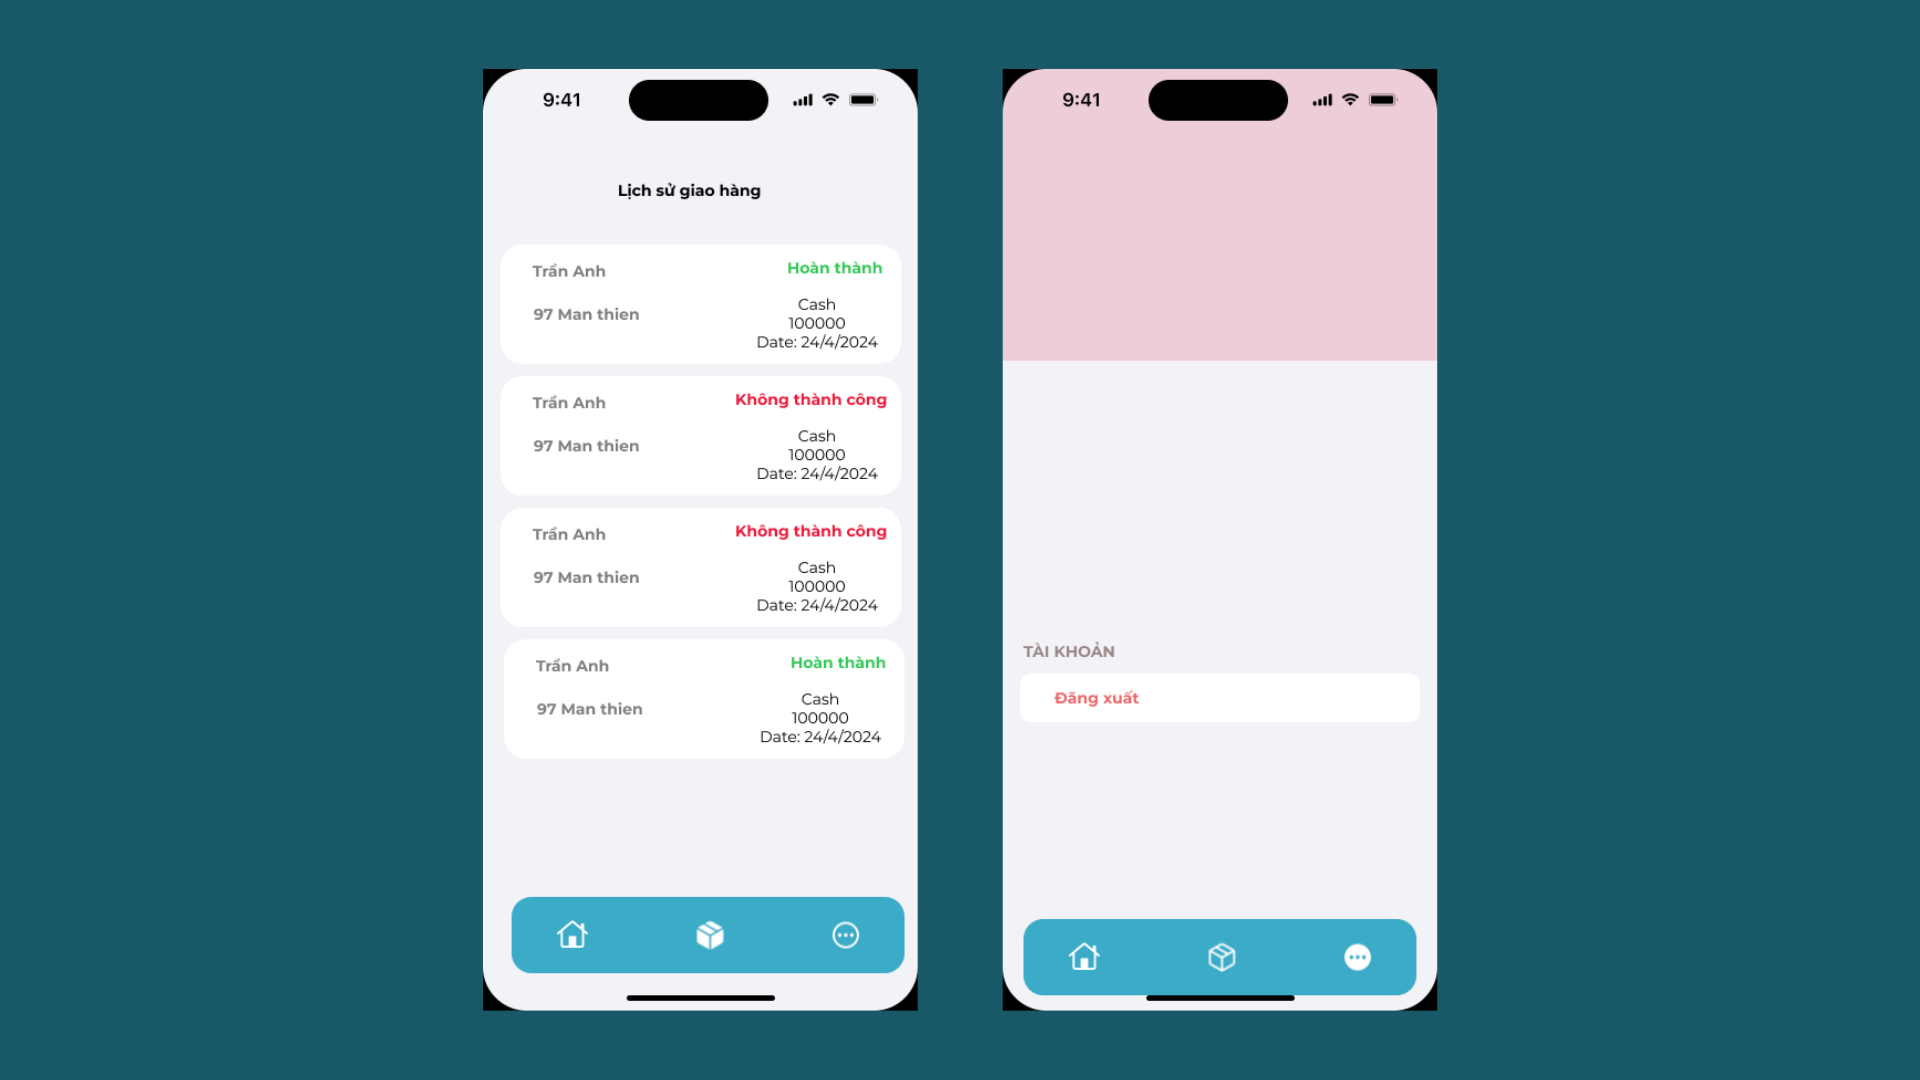 9:41
Lịch sử giao hàng
Trần Anh
Hoàn thành
97 Man thien
Cash
100000
Date: 24/4/2024
Trần Anh
Không thành công
97 Man thien
Cash
100000
Date: 24/4/2024
Trần Anh
Không thành công
97 Man thien
Cash
100000
Date: 24/4/2024
Trần Anh
Hoàn thành
97 Man thien
Cash
100000
Date: 24/4/2024
9:41
TÀI KHOẢN
Đăng xuất